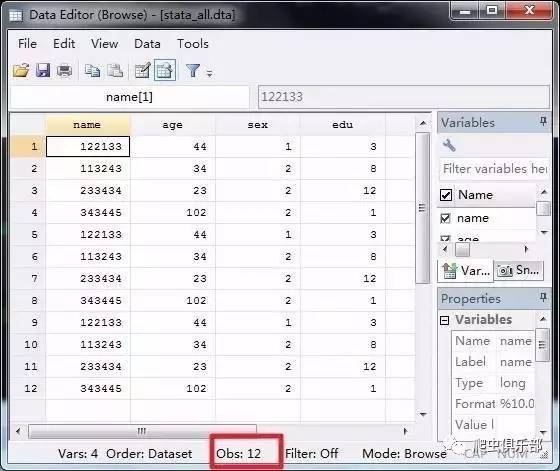 Data Editor (Browse) - [stata_all.dta]
File Edit View Data Tools
name[1] 122133
name age sex edu
1 122133 44 1 3
2 113243 34 2 8
3 233434 23 2 12
4 343445 102 2 1
5 122133 44 1 3
6 113243 34 2 8
7 233434 23 2 12
8 343445 102 2 1
9 122133 44 1 3
10 113243 34 2 8
11 233434 23 2 12
12 343445 102 2 1
Variables
Filter variables her
Name
name
age
Var... Sn...
Properties
Variables
Name name
Label name
Type long
Format %10.0
Value l
Vars: 4 Order: Dataset Obs: 12 Filter: Off Mode: Browse CAP NUM
爬虫俱乐部